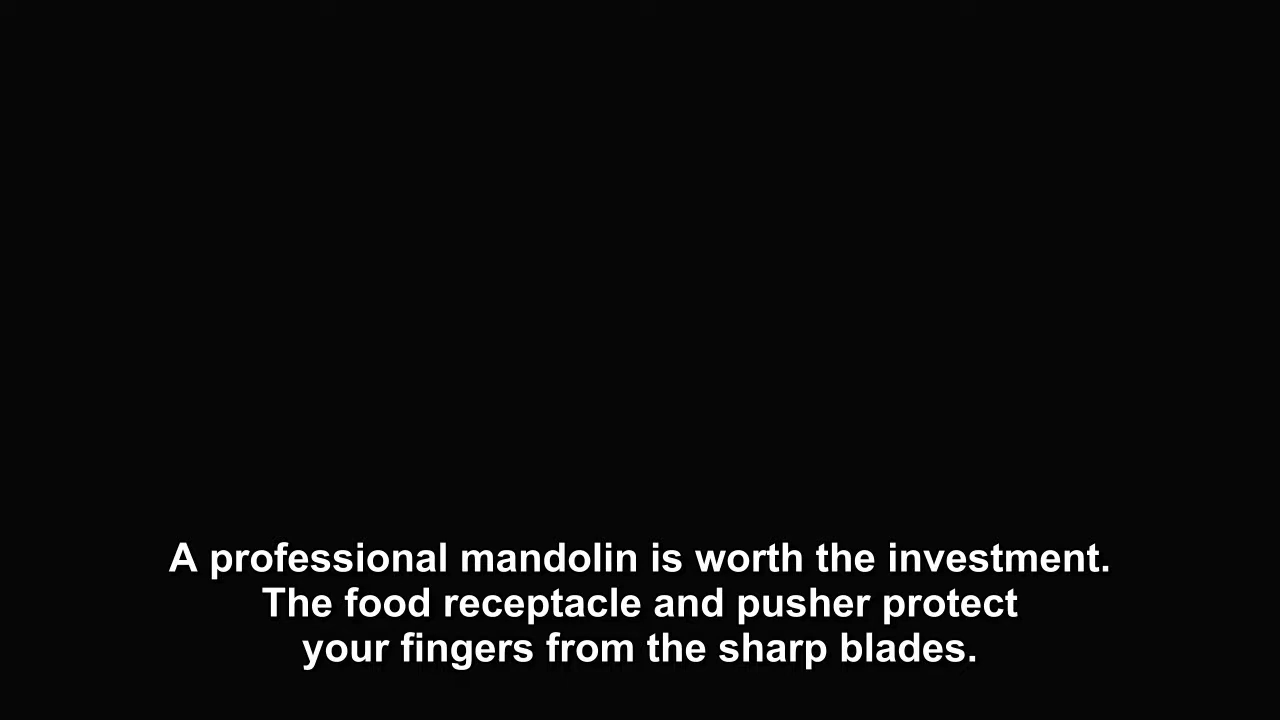 A professional mandolin is worth the investment.
The food receptacle and pusher protect
your fingers from the sharp blades.